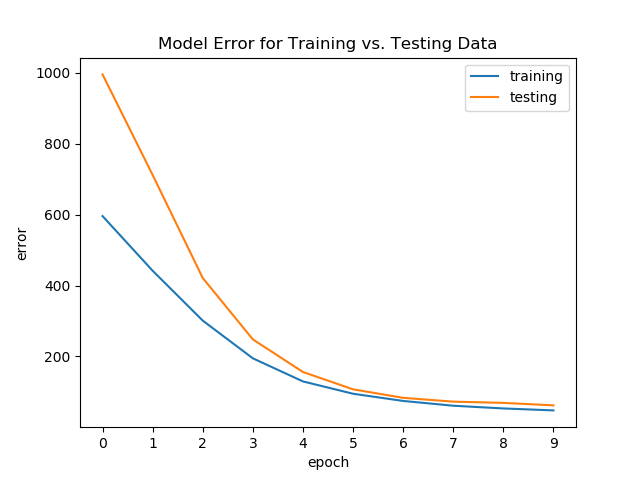 Model Error for Training vs. Testing Data
training
testing
1000
800
600
400
200
error
0 1 2 3 4 5 6 7 8 9
epoch